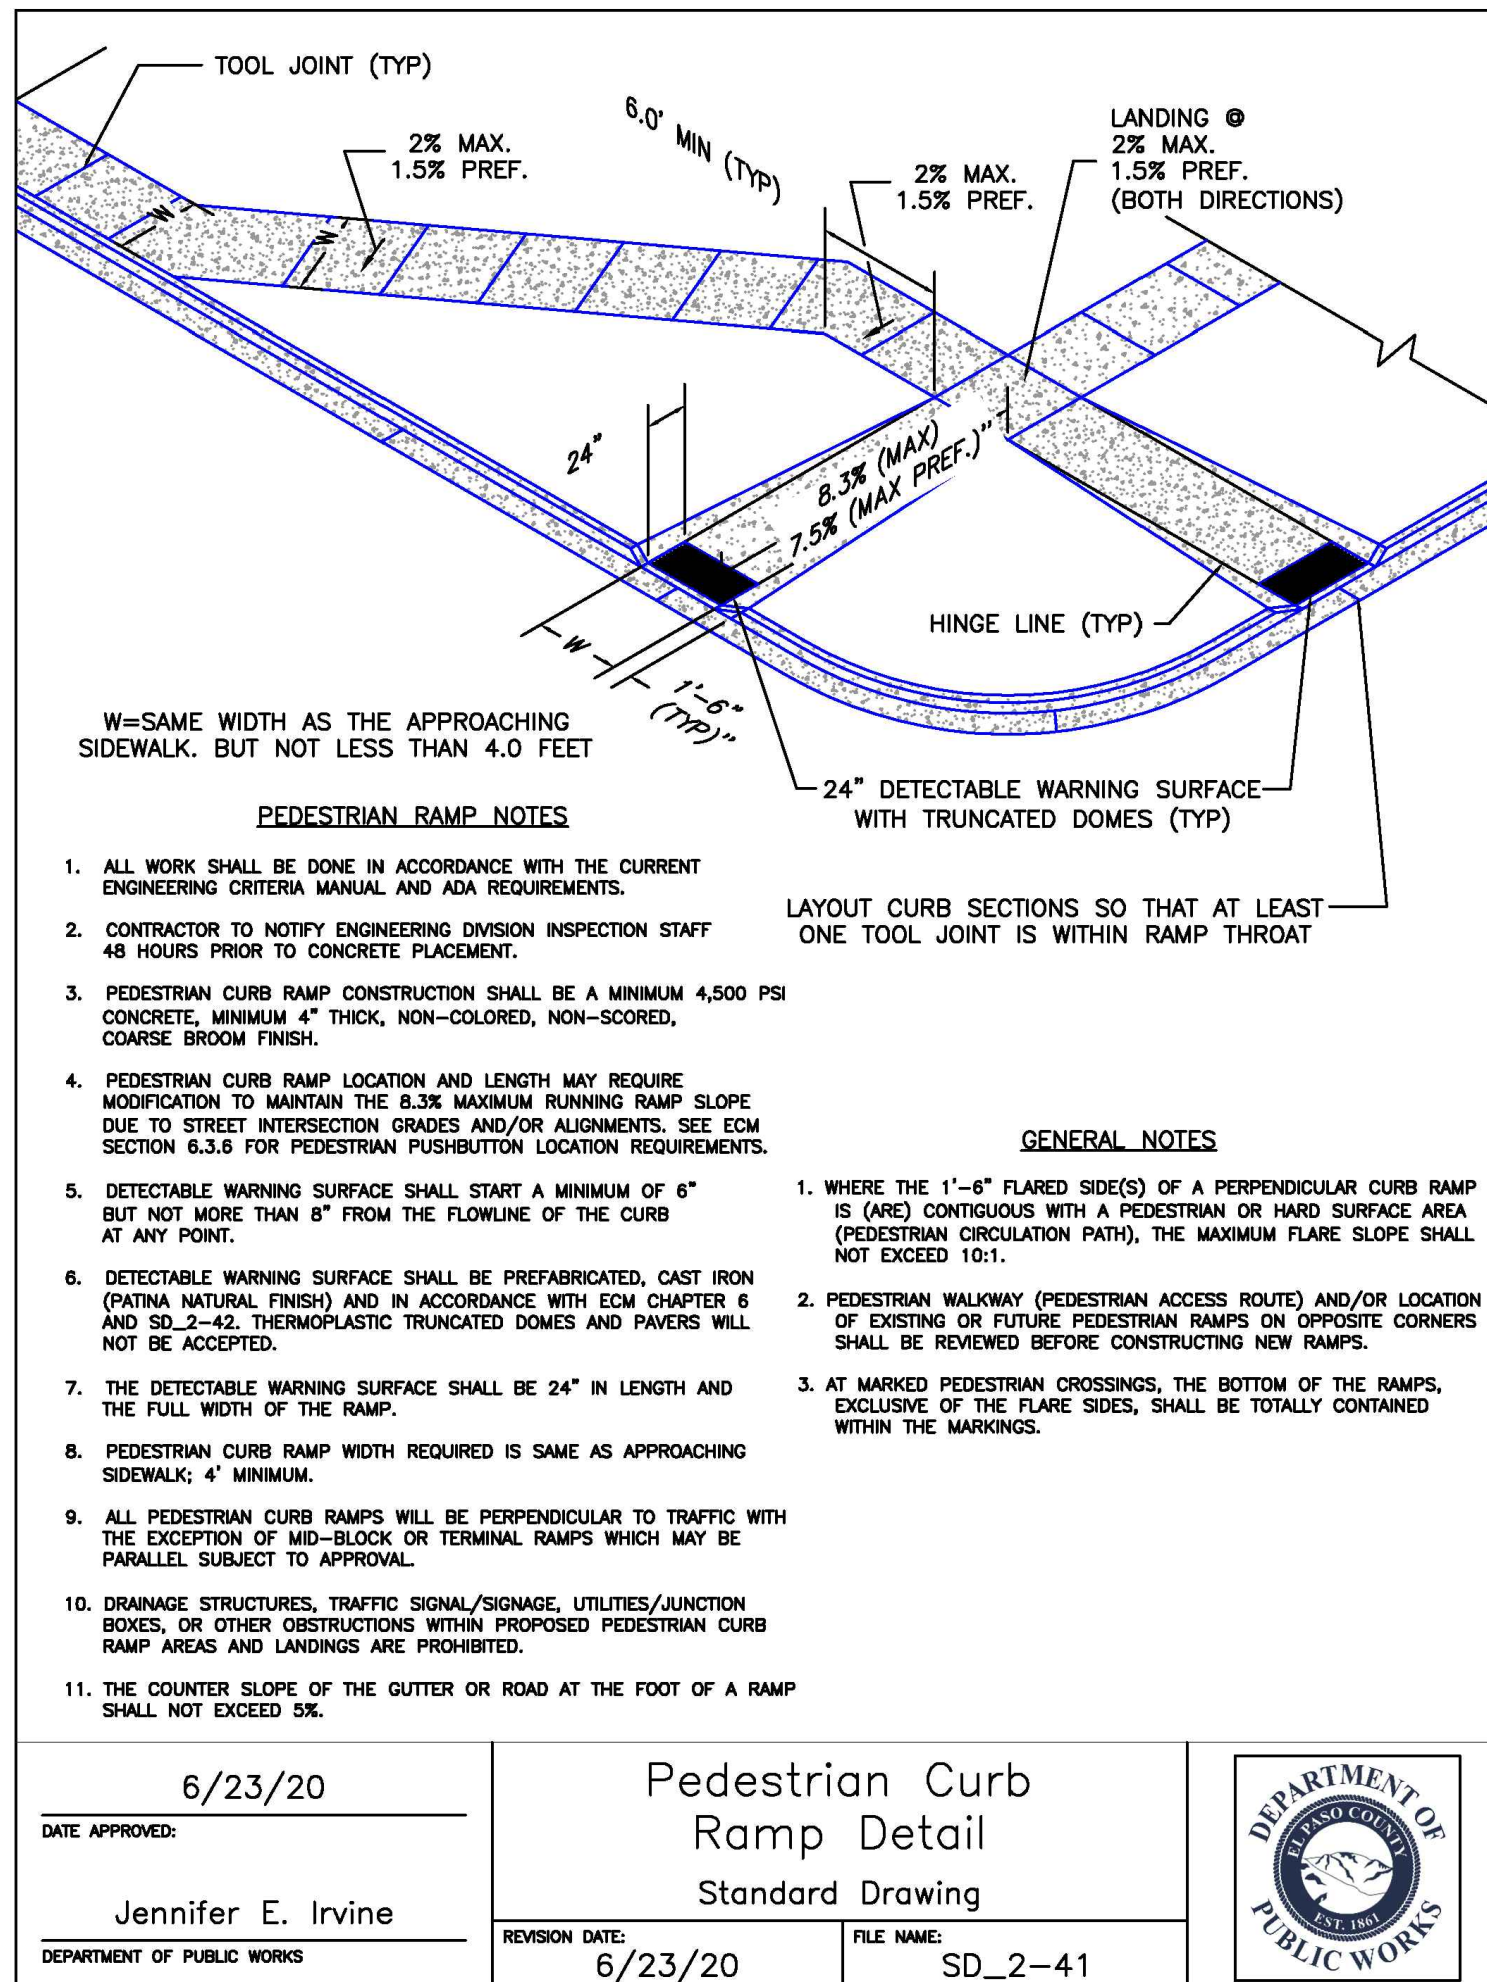 TOOL JOINT (TYP)
2% MAX.
1.5% PREF.
6.0' MIN (TYP)
2% MAX.
1.5% PREF.
LANDING @
2% MAX.
1.5% PREF.
(BOTH DIRECTIONS)
W
W
24"
8.3% (MAX)
7.5% (MAX PREF.)"
HINGE LINE (TYP)
W
1'-6"
(TYP)"
W=SAME WIDTH AS THE APPROACHING
SIDEWALK. BUT NOT LESS THAN 4.0 FEET
24" DETECTABLE WARNING SURFACE
WITH TRUNCATED DOMES (TYP)
LAYOUT CURB SECTIONS SO THAT AT LEAST
ONE TOOL JOINT IS WITHIN RAMP THROAT
PEDESTRIAN RAMP NOTES
1. ALL WORK SHALL BE DONE IN ACCORDANCE WITH THE CURRENT
ENGINEERING CRITERIA MANUAL AND ADA REQUIREMENTS.
2. CONTRACTOR TO NOTIFY ENGINEERING DIVISION INSPECTION STAFF
48 HOURS PRIOR TO CONCRETE PLACEMENT.
3. PEDESTRIAN CURB RAMP CONSTRUCTION SHALL BE A MINIMUM 4,500 PSI
CONCRETE, MINIMUM 4" THICK, NON-COLORED, NON-SCORED,
COARSE BROOM FINISH.
4. PEDESTRIAN CURB RAMP LOCATION AND LENGTH MAY REQUIRE
MODIFICATION TO MAINTAIN THE 8.3% MAXIMUM RUNNING RAMP SLOPE
DUE TO STREET INTERSECTION GRADES AND/OR ALIGNMENTS. SEE ECM
SECTION 6.3.6 FOR PEDESTRIAN PUSHBUTTON LOCATION REQUIREMENTS.
5. DETECTABLE WARNING SURFACE SHALL START A MINIMUM OF 6"
BUT NOT MORE THAN 8" FROM THE FLOWLINE OF THE CURB
AT ANY POINT.
6. DETECTABLE WARNING SURFACE SHALL BE PREFABRICATED, CAST IRON
(PATINA NATURAL FINISH) AND IN ACCORDANCE WITH ECM CHAPTER 6
AND SD_2-42. THERMOPLASTIC TRUNCATED DOMES AND PAVERS WILL
NOT BE ACCEPTED.
7. THE DETECTABLE WARNING SURFACE SHALL BE 24" IN LENGTH AND
THE FULL WIDTH OF THE RAMP.
8. PEDESTRIAN CURB RAMP WIDTH REQUIRED IS SAME AS APPROACHING
SIDEWALK; 4' MINIMUM.
9. ALL PEDESTRIAN CURB RAMPS WILL BE PERPENDICULAR TO TRAFFIC WITH
THE EXCEPTION OF MID-BLOCK OR TERMINAL RAMPS WHICH MAY BE
PARALLEL SUBJECT TO APPROVAL.
10. DRAINAGE STRUCTURES, TRAFFIC SIGNAL/SIGNAGE, UTILITIES/JUNCTION
BOXES, OR OTHER OBSTRUCTIONS WITHIN PROPOSED PEDESTRIAN CURB
RAMP AREAS AND LANDINGS ARE PROHIBITED.
11. THE COUNTER SLOPE OF THE GUTTER OR ROAD AT THE FOOT OF A RAMP
SHALL NOT EXCEED 5%.
GENERAL NOTES
1. WHERE THE 1'-6" FLARED SIDE(S) OF A PERPENDICULAR CURB RAMP
IS (ARE) CONTIGUOUS WITH A PEDESTRIAN OR HARD SURFACE AREA
(PEDESTRIAN CIRCULATION PATH), THE MAXIMUM FLARE SLOPE SHALL
NOT EXCEED 10:1.
2. PEDESTRIAN WALKWAY (PEDESTRIAN ACCESS ROUTE) AND/OR LOCATION
OF EXISTING OR FUTURE PEDESTRIAN RAMPS ON OPPOSITE CORNERS
SHALL BE REVIEWED BEFORE CONSTRUCTING NEW RAMPS.
3. AT MARKED PEDESTRIAN CROSSINGS, THE BOTTOM OF THE RAMPS,
EXCLUSIVE OF THE FLARE SIDES, SHALL BE TOTALLY CONTAINED
WITHIN THE MARKINGS.
6/23/20
DATE APPROVED:
Jennifer E. Irvine
DEPARTMENT OF PUBLIC WORKS
Pedestrian Curb
Ramp Detail
Standard Drawing
REVISION DATE:
6/23/20
FILE NAME:
SD_2-41
DEPARTMENT OF
EL PASO COUNTY
EST. 1861
PUBLIC WORKS